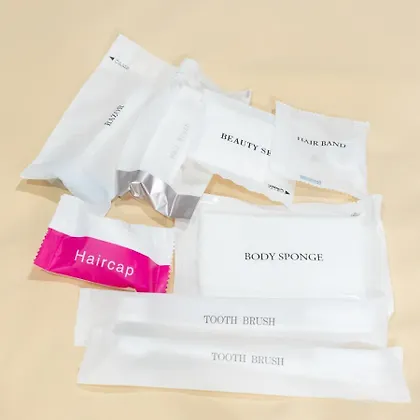 RAZOR
BEAUTY SE
HAIR BAND
Haircap
BODY SPONGE
TOOTH BRUSH
TOOTH BRUSH